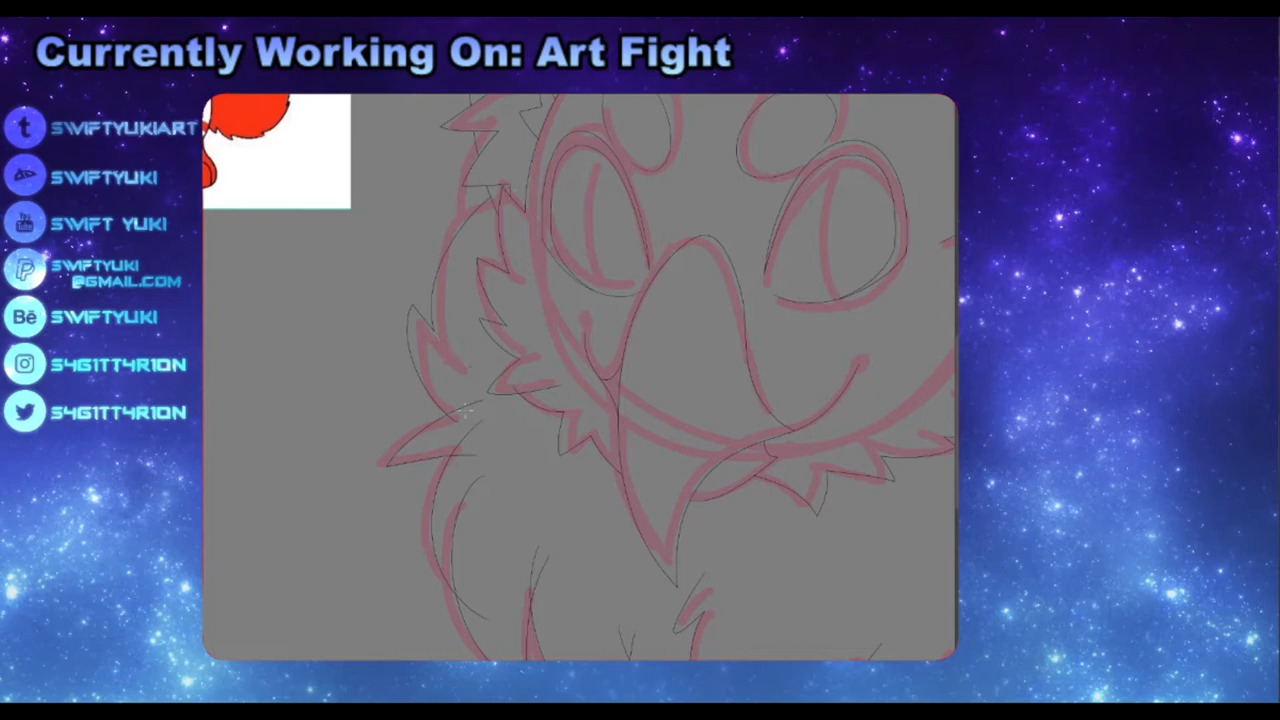 Currently Working On: Art Fight
SWIFTYUKIART
SWIFTYUKI
SWIFT YUKI
SWIFTYUKI
@GMAIL.COM
SWIFTYUKI
S4G1TT4R10N
S4G1TT4R10N